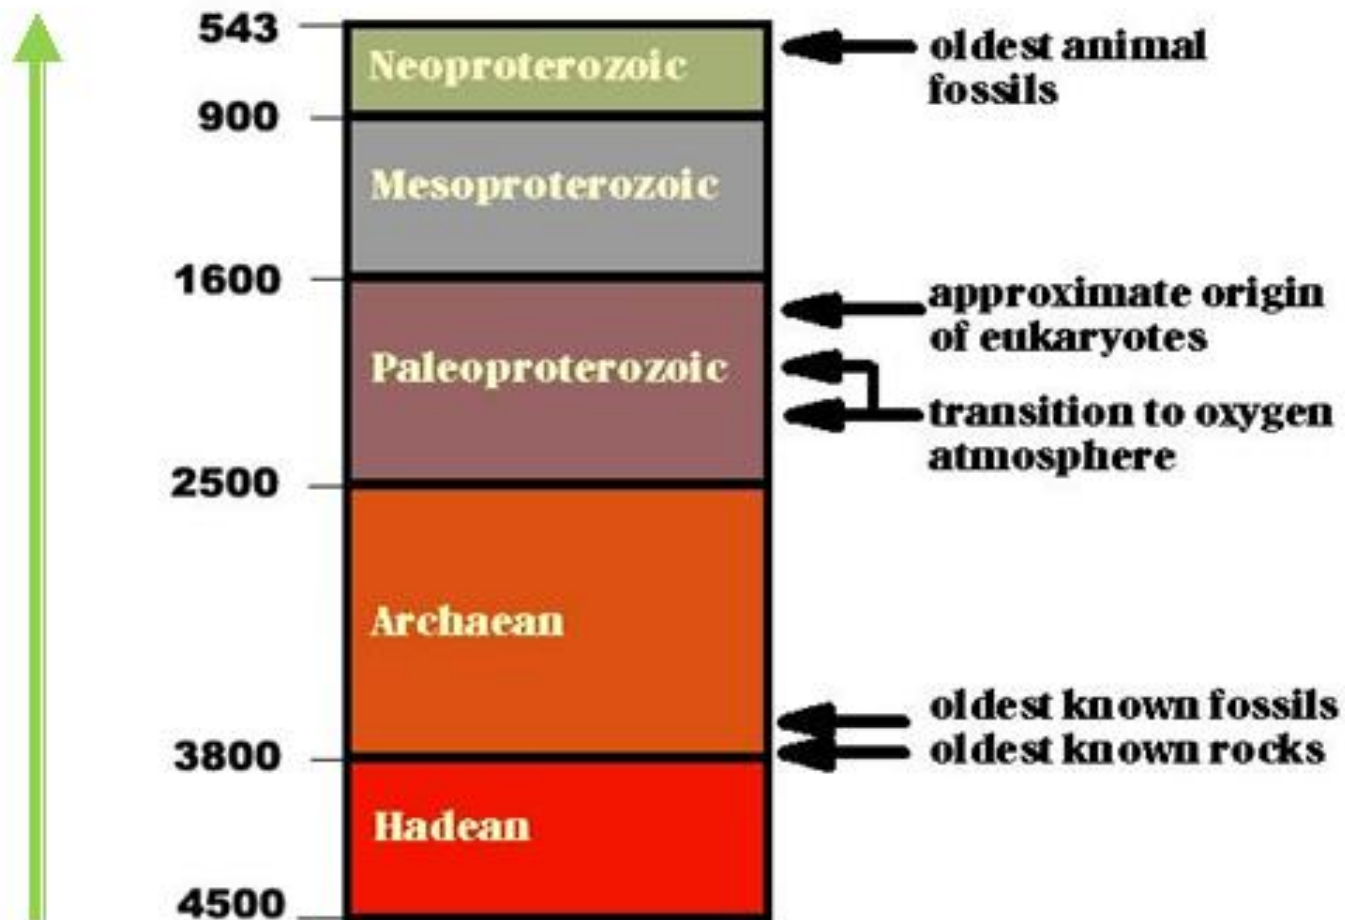 543
Neoproterozoic
oldest animal
fossils
900
Mesoproterozoic
1600
approximate origin
of eukaryotes
Paleoproterozoic
transition to oxygen
atmosphere
2500
Archaean
oldest known fossils
3800
oldest known rocks
Hadean
4500